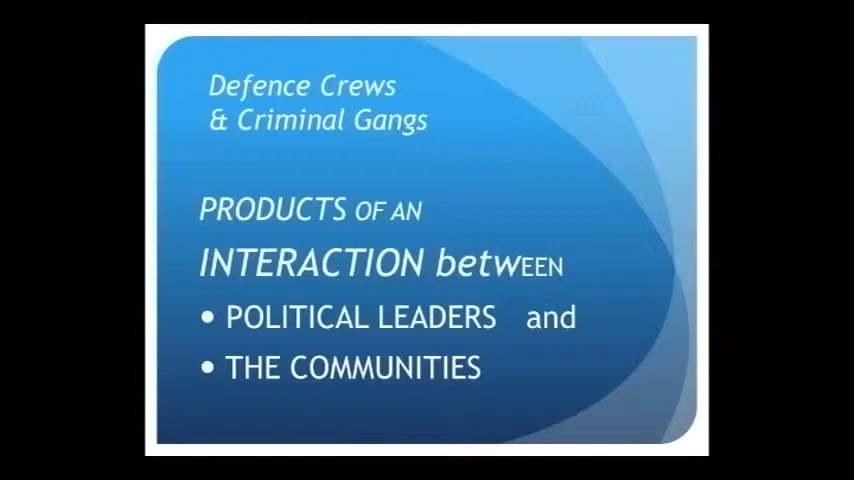 Defence Crews
& Criminal Gangs
PRODUCTS OF AN
INTERACTION betwEEN
• POLITICAL LEADERS and
• THE COMMUNITIES